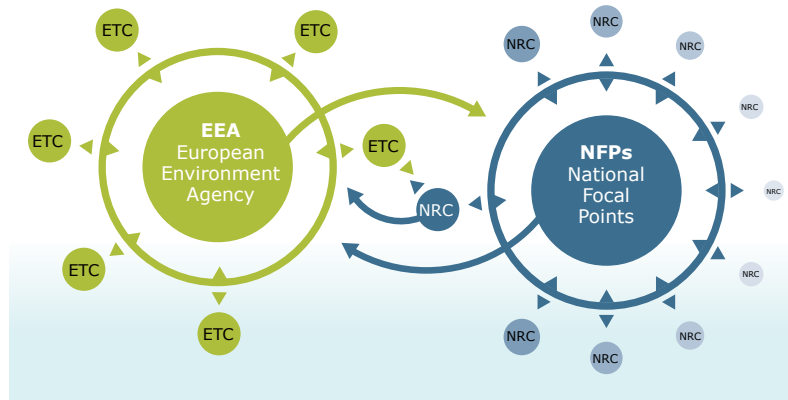 ETC
ETC
NRC
NRC
NRC
NRC
EEA
European
Environment
Agency
ETC
ETC
NFPs
National
Focal
Points
NRC
NRC
ETC
NRC
ETC
NRC
NRC
NRC
NRC